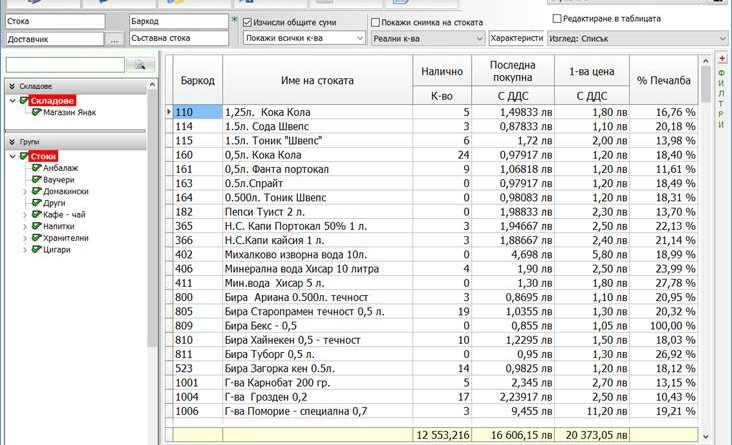 Стока Баркод * Изчисли общите суми Покажи снимка на стоката Редактиране в таблицата
Доставчик ... Съставна стока Покажи всички к-ва Реални к-ва Характеристи Изглед: Списък
Складове
Складове
Магазин Янак
Групи
Стоки
Амбалаж
Ваучери
Домакински
Други
Кафе - чай
Напитки
Хранителни
Цигари
Баркод Име на стоката Налично Последна покупна 1-ва цена % Печалба
К-во С ДДС С ДДС
110 1,25л. Кока Кола 5 1,49833 лв 1,80 лв 16,76 %
114 1.5л. Сода Швепс 3 0,87833 лв 1,10 лв 20,18 %
115 1.5л. Тоник "Швепс" 6 1,72 лв 2,00 лв 13,98 %
160 0,5л. Кока Кола 24 0,97917 лв 1,20 лв 18,40 %
161 0,5л. Фанта портокал 9 1,06818 лв 1,20 лв 11,61 %
163 0.5л.Спрайт 0 0,97917 лв 1,20 лв 18,49 %
164 0.500л. Тоник Швепс 0 0,98083 лв 1,20 лв 18,31 %
182 Пепси Туист 2 л. 0 1,98833 лв 2,30 лв 13,70 %
365 Н.С. Капи Портокал 50% 1 л. 3 1,94667 лв 2,50 лв 22,13 %
366 Н.С.Капи кайсия 1 л. 3 1,88667 лв 2,40 лв 21,14 %
402 Михалково изворна вода 10л. 0 4,698 лв 5,80 лв 18,99 %
406 Минерална вода Хисар 10 литра 4 1,90 лв 2,50 лв 23,99 %
411 Мин.вода Хисар 5 л. 0 1,30 лв 1,80 лв 27,78 %
800 Бира Ариана 0.500л. течност 3 0,8695 лв 1,10 лв 20,95 %
805 Бира Старопрамен течност 0,5 л. 19 1,0355 лв 1,30 лв 20,32 %
809 Бира Бекс - 0,5 0 0,855 лв 1,05 лв 100,00 %
810 Бира Хайнекен 0,5 - течност 10 1,2295 лв 1,50 лв 18,03 %
811 Бира Туборг 0,5 л. 0 0,95 лв 1,30 лв 26,92 %
523 Бира Загорка кен 0.5л. 14 0,9825 лв 1,20 лв 18,12 %
1001 Г-ва Карнобат 200 гр. 5 2,345 лв 2,70 лв 13,15 %
1004 Г-ва Грозден 0,2 17 2,23917 лв 2,50 лв 10,43 %
1006 Г-ва Поморие - специална 0,7 3 9,455 лв 11,20 лв 19,21 %
12 553,216 16 606,15 лв 20 373,05 лв
ФИЛТРИ